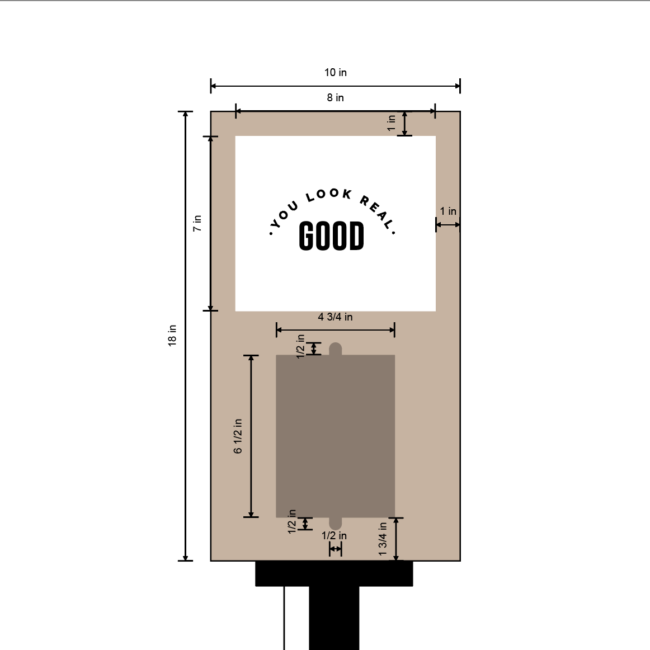 10 in
8 in
1 in
1 in
7 in
·YOU LOOK REAL·
GOOD
18 in
4 3/4 in
1/2 in
6 1/2 in
1/2 in
1/2 in
1 3/4 in